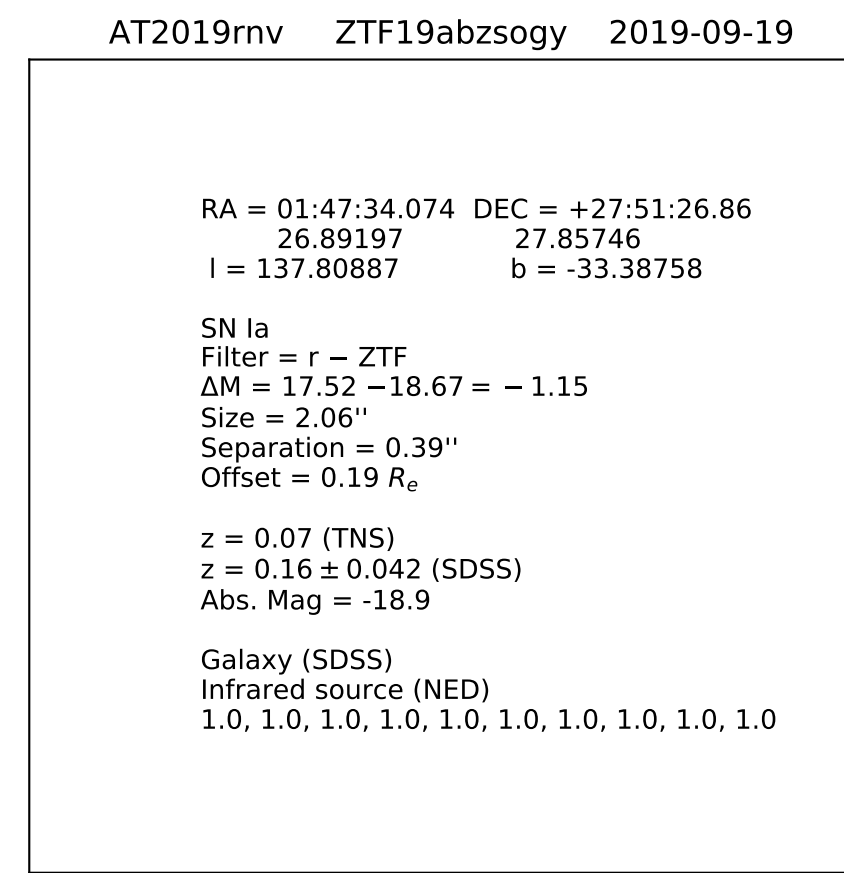 AT2019rnv ZTF19abzsogy 2019-09-19
RA = 01:47:34.074 DEC = +27:51:26.86
26.89197 27.85746
l = 137.80887 b = -33.38758
SN Ia
Filter = r − ZTF
ΔM = 17.52 −18.67 = − 1.15
Size = 2.06''
Separation = 0.39''
Offset = 0.19 Re
z = 0.07 (TNS)
z = 0.16 ± 0.042 (SDSS)
Abs. Mag = -18.9
Galaxy (SDSS)
Infrared source (NED)
1.0, 1.0, 1.0, 1.0, 1.0, 1.0, 1.0, 1.0, 1.0, 1.0